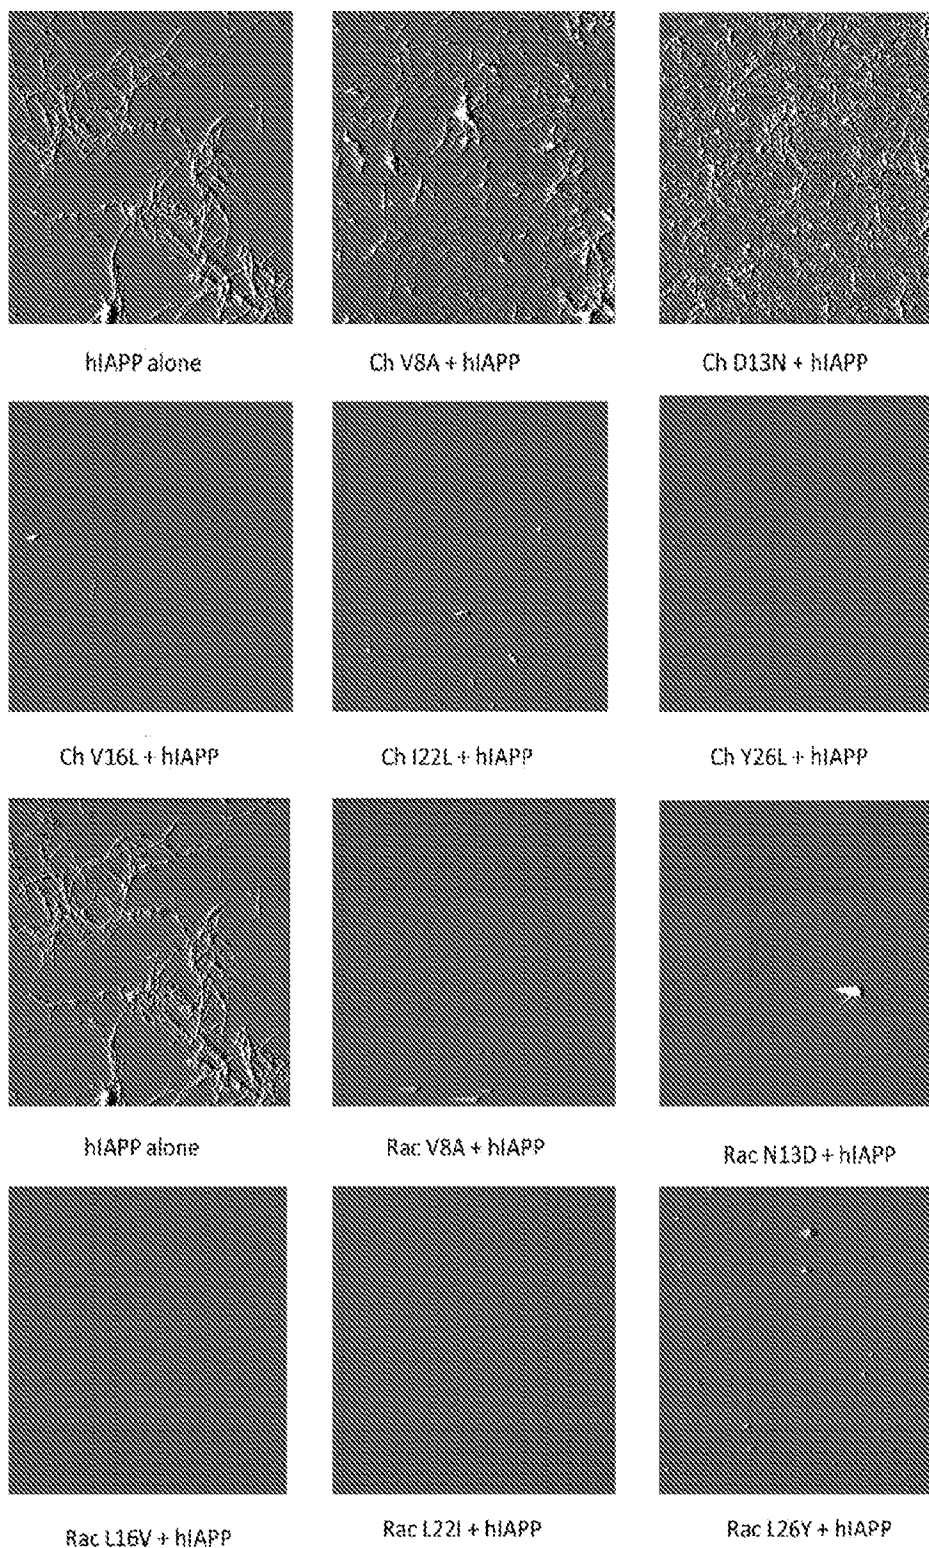 hIAPP alone
Ch V8A + hIAPP
Ch D13N + hIAPP
Ch V16L + hIAPP
Ch I22L + hIAPP
Ch Y26L + hIAPP
hIAPP alone
Rac V8A + hIAPP
Rac N13D + hIAPP
Rac L16V + hIAPP
Rac L22I + hIAPP
Rac L26Y + hIAPP